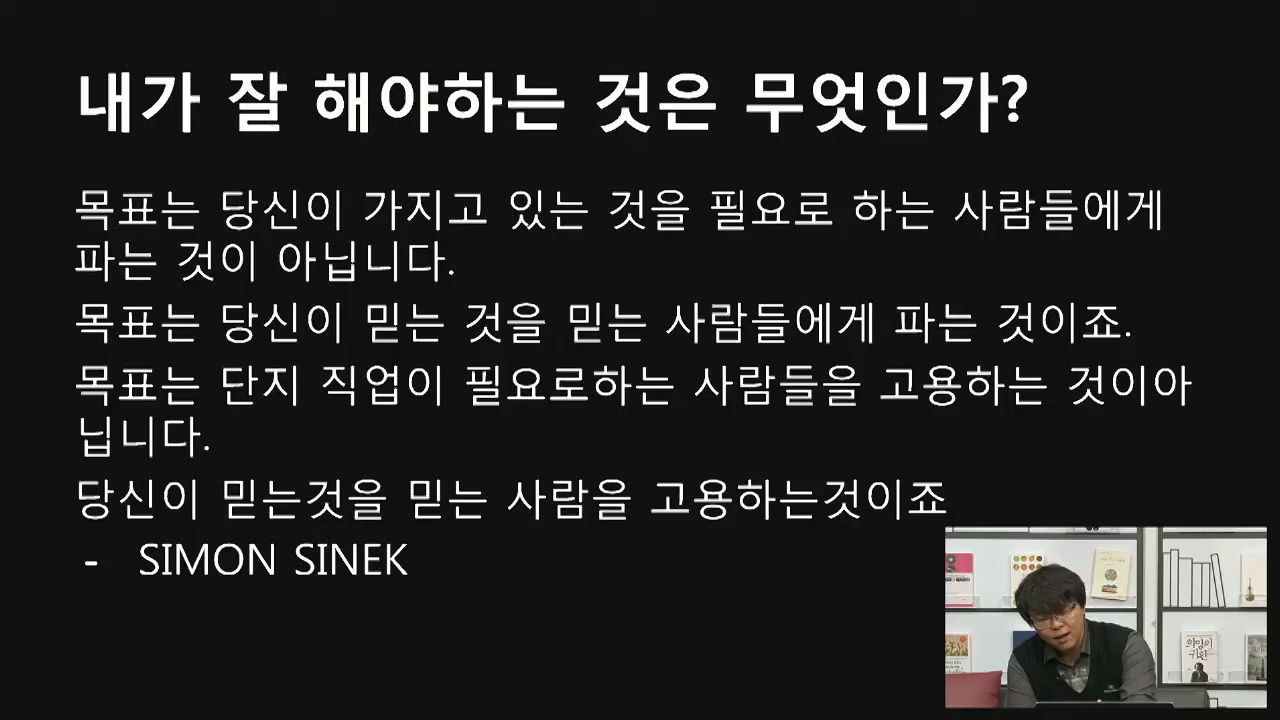 내가 잘 해야하는 것은 무엇인가?
목표는 당신이 가지고 있는 것을 필요로 하는 사람들에게
파는 것이 아닙니다.
목표는 당신이 믿는 것을 믿는 사람들에게 파는 것이죠.
목표는 단지 직업이 필요로하는 사람들을 고용하는 것이아
닙니다.
당신이 믿는것을 믿는 사람을 고용하는것이죠
- SIMON SINEK
희망의
귀환